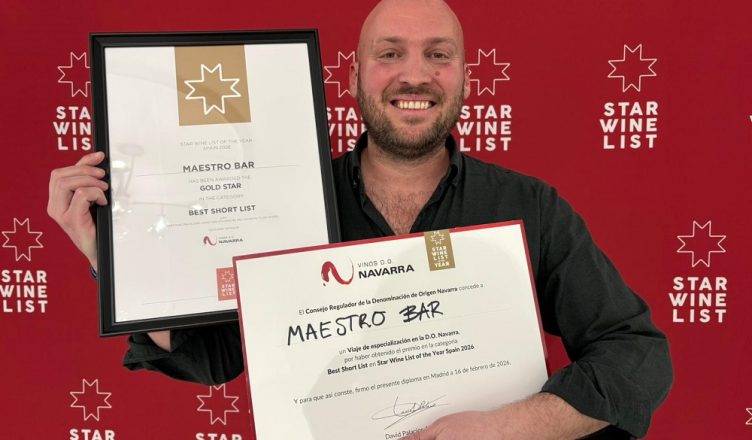 STAR
WINE
LIST
STAR
WINE
LIST
STAR
WINE
LIST
STAR
WINE
LIST
STAR
WINE
LIST
STAR
WINE
LIST
STAR
STAR WINE LIST OF THE YEAR
SPAIN 2026
MAESTRO BAR
HAS BEEN AWARDED THE
GOLD STAR
IN THE CATEGORY
BEST SHORT LIST
VINOS D.O.
NAVARRA
VINOS D.O.
NAVARRA
STAR
WINE
LIST
OF THE
YEAR
El Consejo Regulador de la Denominación de Origen Navarra concede a
MAESTRO BAR
un Viaje de especialización en la D.O. Navarra,
por haber obtenido el premio en la categoría
Best Short List en Star Wine List of the Year Spain 2026.
Y para que así conste, firmo el presente diploma en Madrid a 16 de febrero de 2026.
David Palacios
STAR